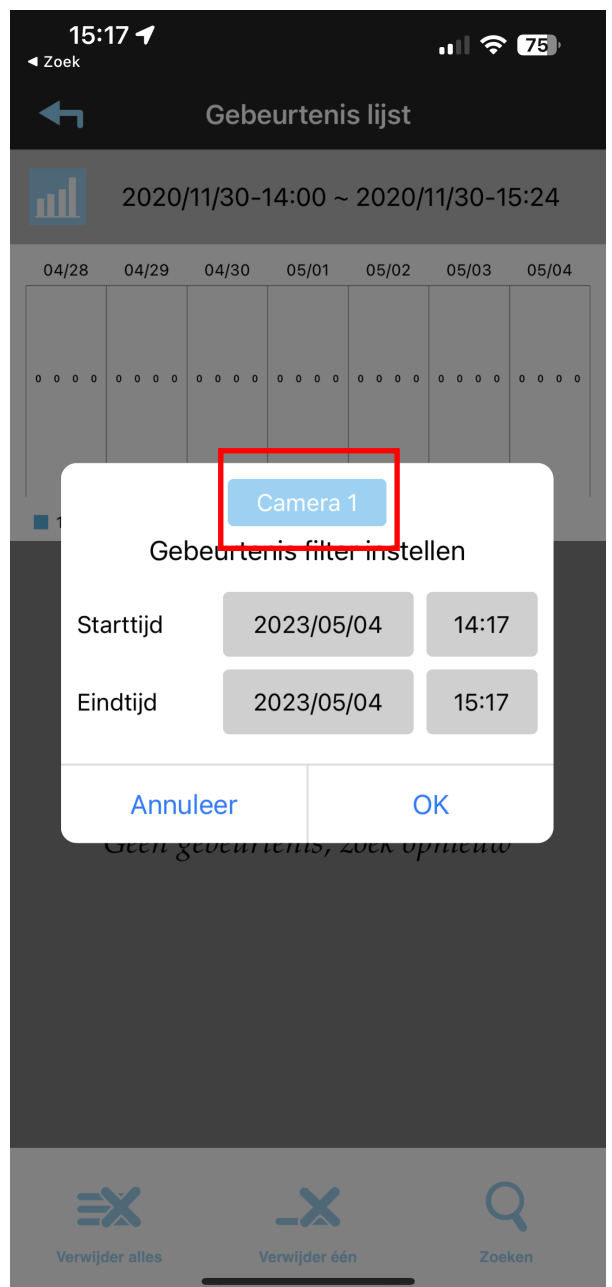 15:17
75
◀ Zoek
Gebeurtenis lijst
2020/11/30-14:00 ~ 2020/11/30-15:24
04/28 04/29 04/30 05/01 05/02 05/03 05/04
0 0 0 0 0 0 0 0 0 0 0 0 0 0 0 0 0 0 0 0 0 0 0 0 0 0 0 0
1
Camera 1
Gebeurtenis filter instellen
Starttijd 2023/05/04 14:17
Eindtijd 2023/05/04 15:17
Annuleer OK
Geen gebeurtenis, zoek opnieuw
Verwijder alles Verwijder één Zoeken